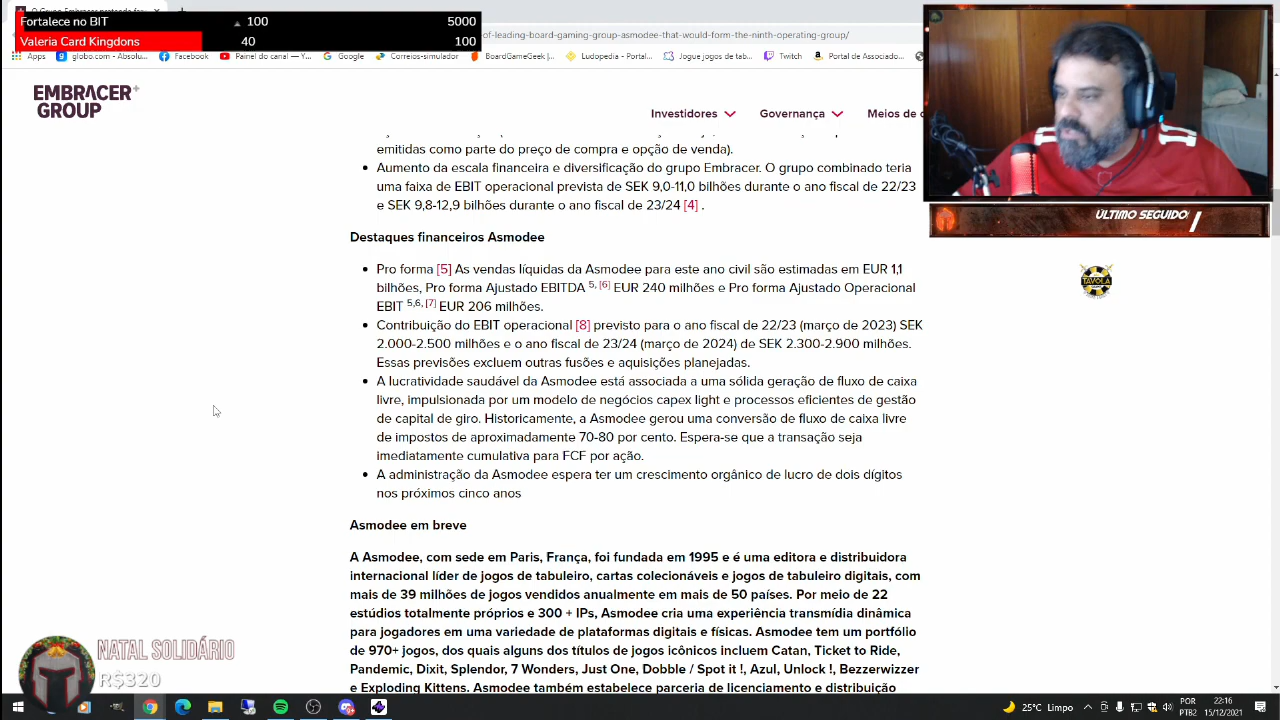 O Grupo Embracer pretende for
Fortalece no BIT 100 5000
Valeria Card Kingdons 40 100
of-leading-board-gaming-group-asmodee-that-would-form-the-ninth-operating-group/
Apps globo.com - Absolu... Facebook Painel do canal — Y... Google Correios-simulador BoardGameGeek |... Ludopedia - Portal... Jogue jogos de tab... Twitch Portal de Associado...
EMBRACER+
GROUP
Investidores Governança Meios de
emitidas como parte do preço de compra e opção de venda).
Aumento da escala financeira e diversificação do grupo Embracer. O grupo combinado teria
uma faixa de EBIT operacional prevista de SEK 9,0-11,0 bilhões durante o ano fiscal de 22/23
e SEK 9,8-12,9 bilhões durante o ano fiscal de 23/24 [4] .
ÚLTIMO SEGUIDO
Destaques financeiros Asmodee
TAVOLA
Pro forma [5] As vendas líquidas da Asmodee para este ano civil são estimadas em EUR 1,1
bilhões, Pro forma Ajustado EBITDA 5, [6] EUR 240 milhões e Pro forma Ajustado Operacional
EBIT 5,6, [7] EUR 206 milhões.
Contribuição do EBIT operacional [8] previsto para o ano fiscal de 22/23 (março de 2023) SEK
2.000-2.500 milhões e o ano fiscal de 23/24 (março de 2024) de SEK 2.300-2.900 milhões.
Essas previsões excluem outras fusões e aquisições planejadas.
A lucratividade saudável da Asmodee está associada a uma sólida geração de fluxo de caixa
livre, impulsionada por um modelo de negócios capex light e processos eficientes de gestão
de capital de giro. Historicamente, a Asmodee gerou uma conversão de fluxo de caixa livre
de impostos de aproximadamente 70-80 por cento. Espera-se que a transação seja
imediatamente cumulativa para FCF por ação.
A administração da Asmodee espera ter um crescimento orgânico de lucro de dois dígitos
nos próximos cinco anos
Asmodee em breve
A Asmodee, com sede em Paris, França, foi fundada em 1995 e é uma editora e distribuidora
internacional líder de jogos de tabuleiro, cartas colecionáveis e jogos de tabuleiro digitais, com
mais de 39 milhões de jogos vendidos anualmente em mais de 50 países. Por meio de 22
estúdios totalmente próprios e 300 + IPs, Asmodee cria uma experiência transmídia dinâmica
para jogadores em uma variedade de plataformas digitais e físicas. Asmodee tem um portfólio
de 970+ jogos, dos quais alguns dos títulos de jogos icônicos incluem Catan, Ticket to Ride,
Pandemic, Dixit, Splendor, 7 Wonders, Just One, Dobble / Spot it !, Azul, Unlock !, Bezzerwizzer
e Exploding Kittens. Asmodee também estabelece parceria de licenciamento e distribuição
NATAL SOLIDÁRIO
R$320
25°C Limpo
POR
PTB2
22:16
15/12/2021